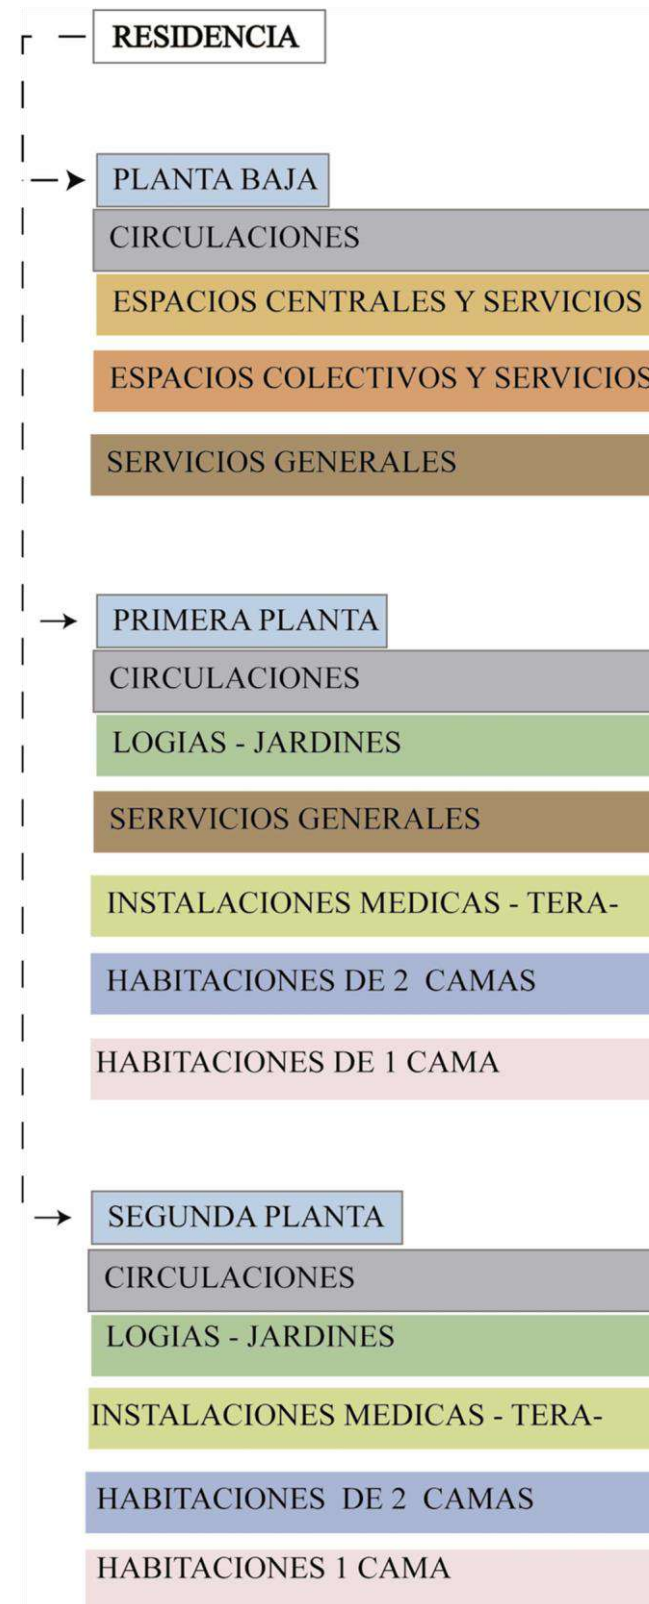 RESIDENCIA
PLANTA BAJA
CIRCULACIONES
ESPACIOS CENTRALES Y SERVICIOS
ESPACIOS COLECTIVOS Y SERVICIOS
SERVICIOS GENERALES
PRIMERA PLANTA
CIRCULACIONES
LOGIAS - JARDINES
SERRVICIOS GENERALES
INSTALACIONES MEDICAS - TERA-
HABITACIONES DE 2 CAMAS
HABITACIONES DE 1 CAMA
SEGUNDA PLANTA
CIRCULACIONES
LOGIAS - JARDINES
INSTALACIONES MEDICAS - TERA-
HABITACIONES DE 2 CAMAS
HABITACIONES 1 CAMA